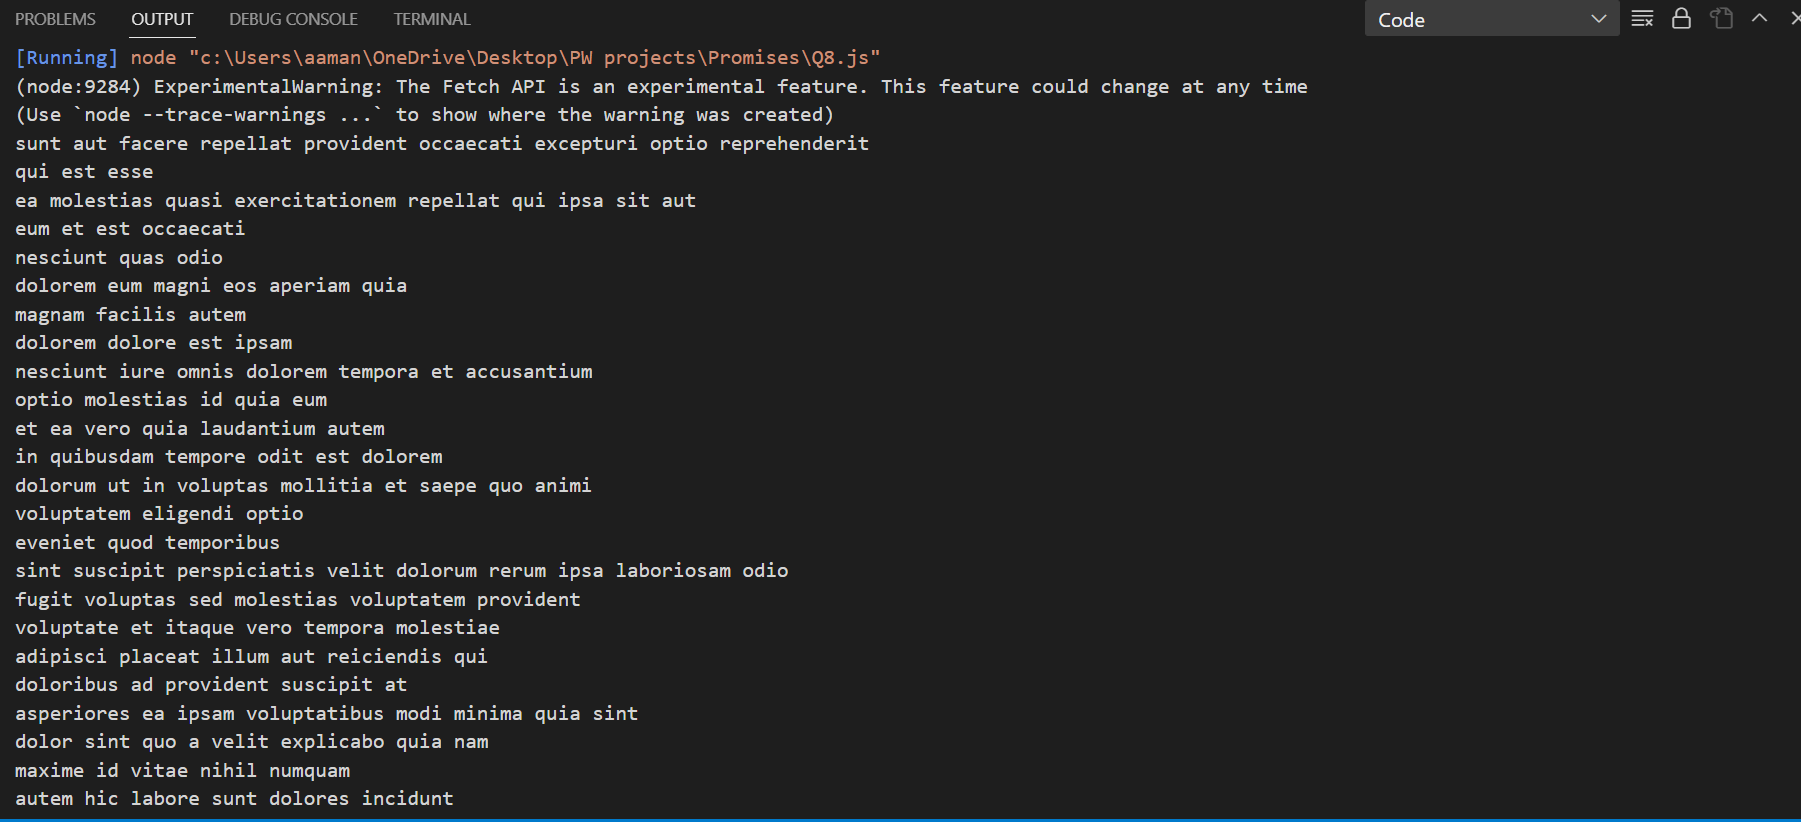 PROBLEMS OUTPUT DEBUG CONSOLE TERMINAL Code
[Running] node "c:\Users\aaman\OneDrive\Desktop\PW projects\Promises\Q8.js"
(node:9284) ExperimentalWarning: The Fetch API is an experimental feature. This feature could change at any time
(Use `node --trace-warnings ...` to show where the warning was created)
sunt aut facere repellat provident occaecati excepturi optio reprehenderit
qui est esse
ea molestias quasi exercitationem repellat qui ipsa sit aut
eum et est occaecati
nesciunt quas odio
dolorem eum magni eos aperiam quia
magnam facilis autem
dolorem dolore est ipsam
nesciunt iure omnis dolorem tempora et accusantium
optio molestias id quia eum
et ea vero quia laudantium autem
in quibusdam tempore odit est dolorem
dolorum ut in voluptas mollitia et saepe quo animi
voluptatem eligendi optio
eveniet quod temporibus
sint suscipit perspiciatis velit dolorum rerum ipsa laboriosam odio
fugit voluptas sed molestias voluptatem provident
voluptate et itaque vero tempora molestiae
adipisci placeat illum aut reiciendis qui
doloribus ad provident suscipit at
asperiores ea ipsam voluptatibus modi minima quia sint
dolor sint quo a velit explicabo quia nam
maxime id vitae nihil numquam
autem hic labore sunt dolores incidunt